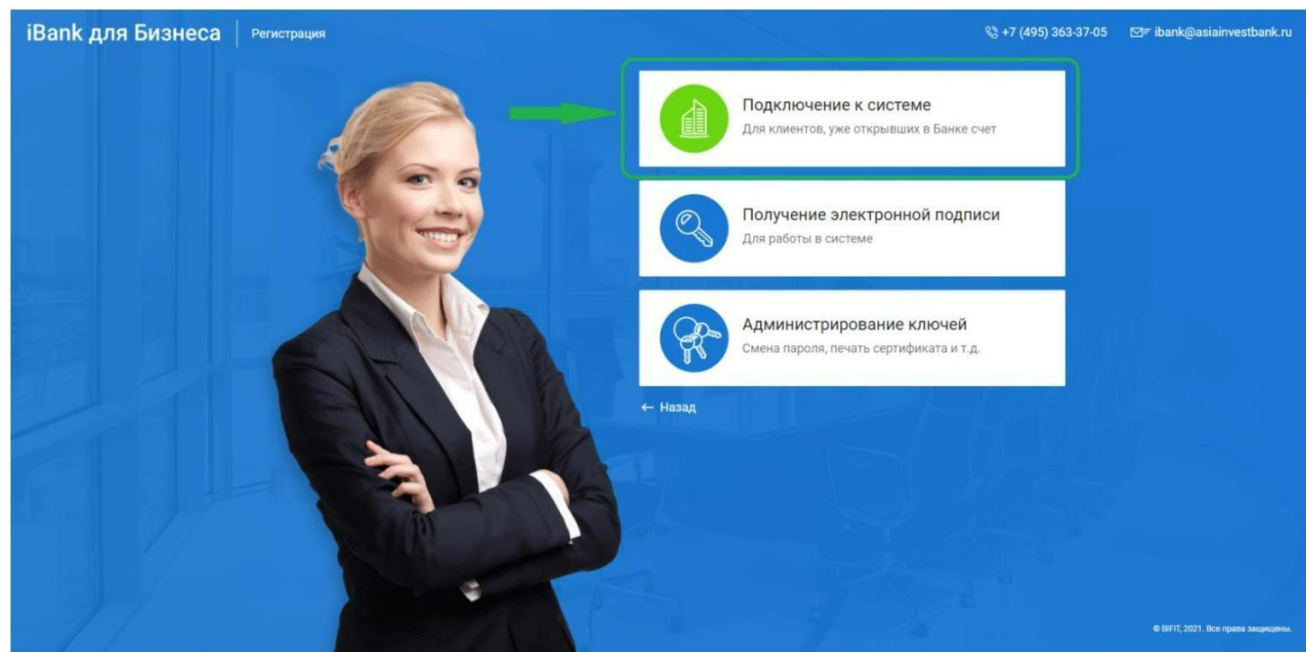 iBank для Бизнеса Регистрация +7 (495) 363-37-05 ibank@asiainvestbank.ru
Подключение к системе
Для клиентов, уже открывших в Банке счет
Получение электронной подписи
Для работы в системе
Администрирование ключей
Смена пароля, печать сертификата и т.д.
← Назад
© BIFIT, 2021. Все права защищены.